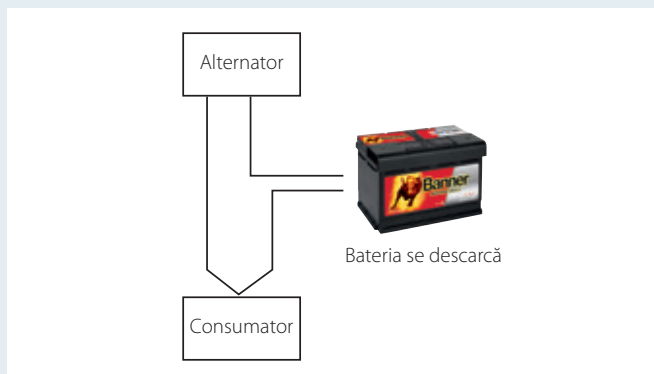 Alternator
Banner
Bateria se descarcă
Consumator